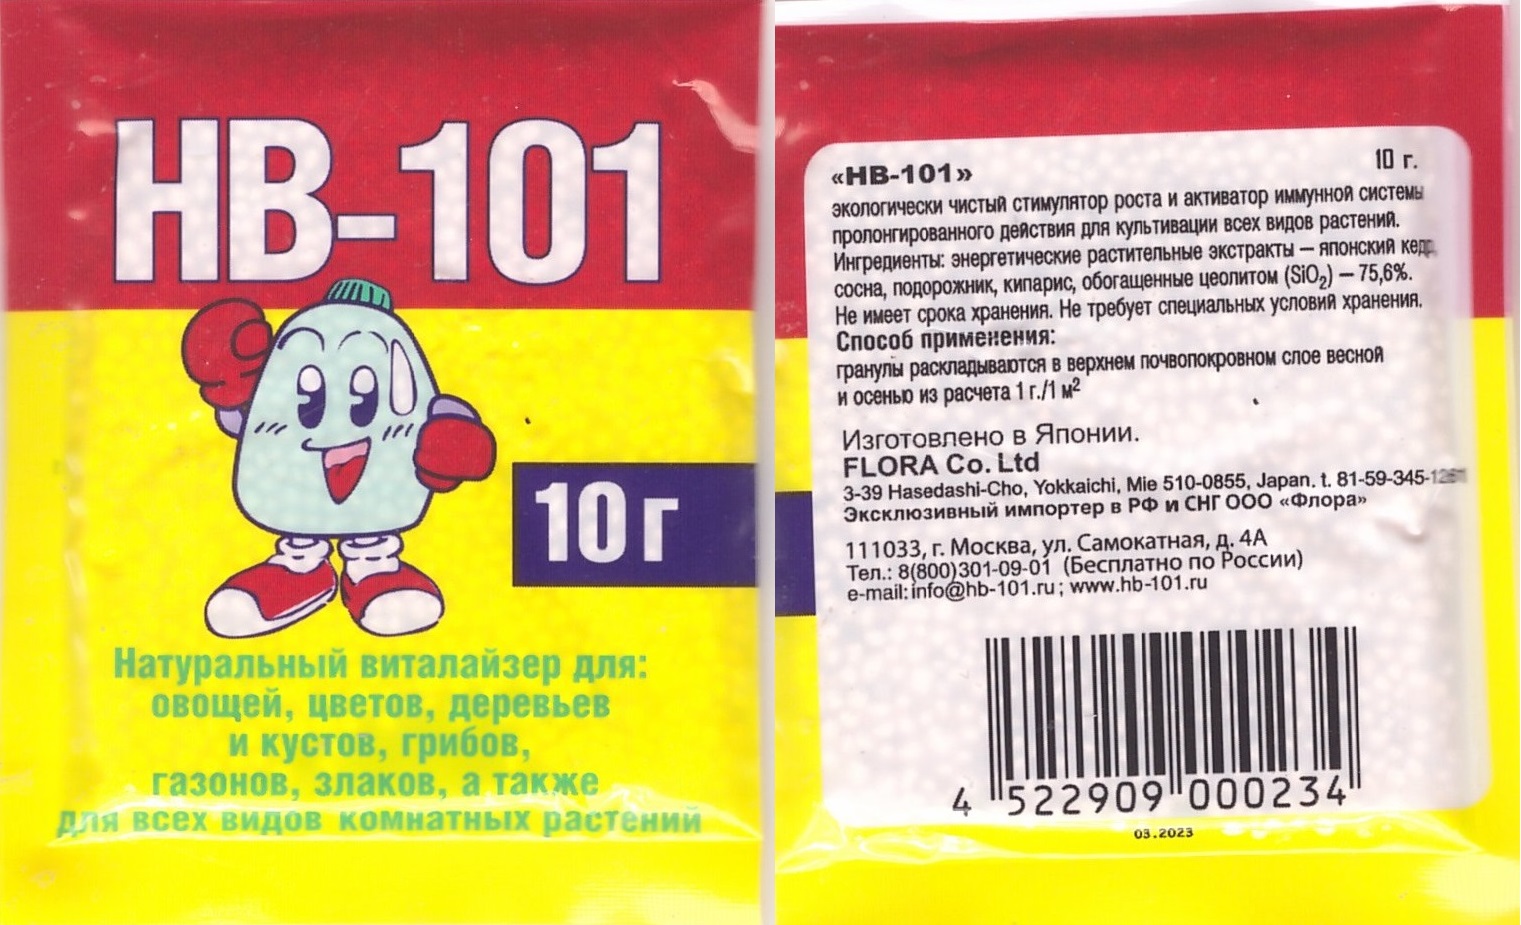 HB-101
10 г
Натуральный виталайзер для:
овощей, цветов, деревьев
и кустов, грибов,
газонов, злаков, а также
для всех видов комнатных растений
«HB-101»
10 г.
экологически чистый стимулятор роста и активатор иммунной системы
пролонгированного действия для культивации всех видов растений.
Ингредиенты: энергетические растительные экстракты – японский кедр,
сосна, подорожник, кипарис, обогащенные цеолитом (SiO₂) – 75,6%.
Не имеет срока хранения. Не требует специальных условий хранения.
Способ применения:
гранулы раскладываются в верхнем почвопокровном слое весной
и осенью из расчета 1 г./1 м²
Изготовлено в Японии.
FLORA Co. Ltd
3-39 Hasedashi-Cho, Yokkaichi, Mie 510-0855, Japan. t.
Эксклюзивный импортер в РФ и СНГ ООО «Флора»
111033, г. Москва, ул. Самокатная, д. 4А
Тел.: 8(800)301-09-01 (Бесплатно по России)
e-mail: info@hb-101.ru ; www.hb-101.ru
4 522909 000234
03.2023